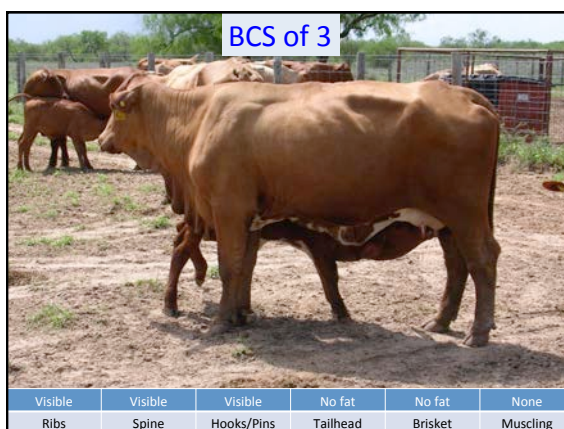 BCS of 3
Visible Visible Visible No fat No fat None
Ribs Spine Hooks/Pins Tailhead Brisket Muscling